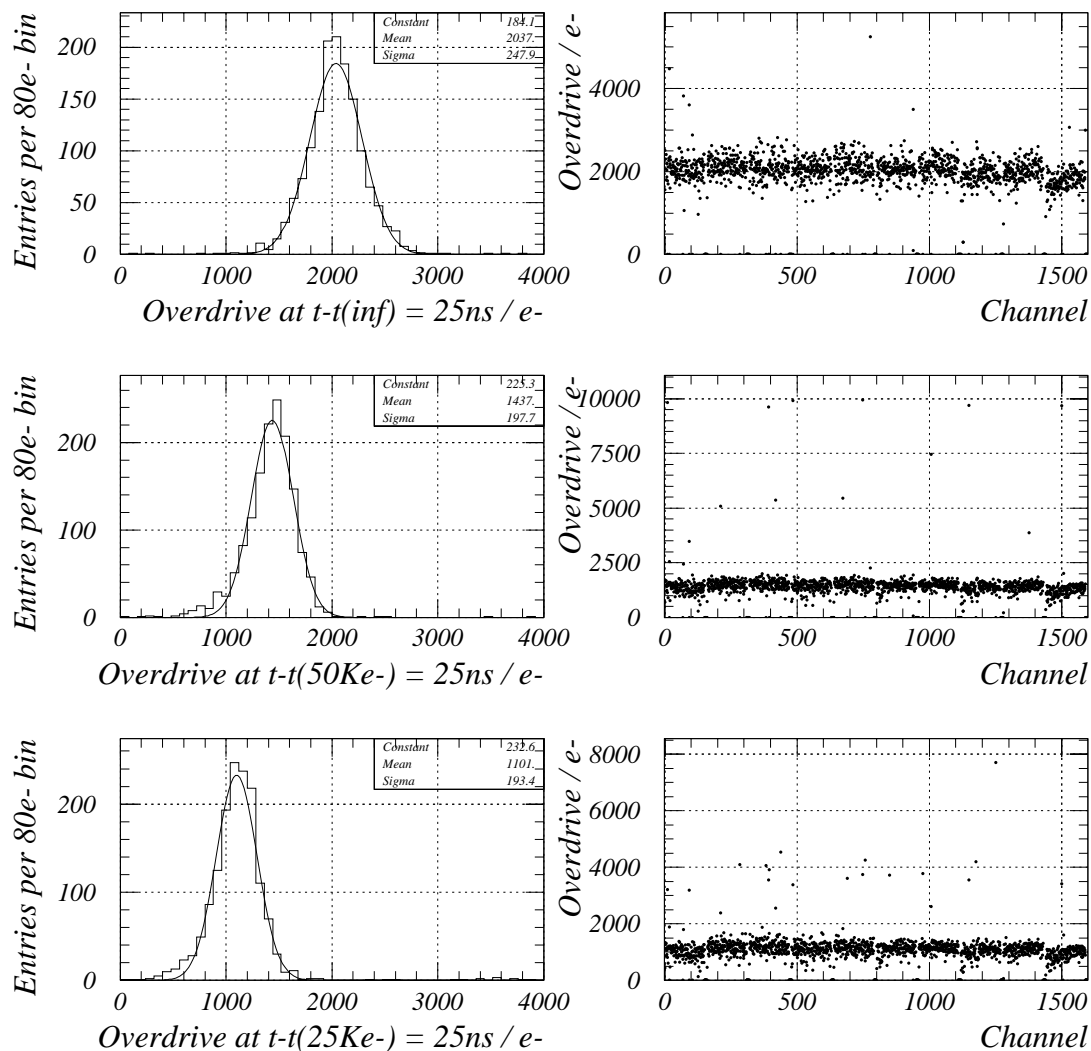 Entries per 80e- bin
200
150
100
50
0
Constant 184.1
Mean 2037.
Sigma 247.9
0 1000 2000 3000 4000
Overdrive at t-t(inf) = 25ns / e-
Overdrive / e-
4000
2000
0
0 500 1000 1500
Channel
Entries per 80e- bin
200
100
0
Constant 225.3
Mean 1437.
Sigma 197.7
0 1000 2000 3000 4000
Overdrive at t-t(50Ke-) = 25ns / e-
Overdrive / e-
10000
7500
5000
2500
0
0 500 1000 1500
Channel
Entries per 80e- bin
200
100
0
Constant 232.6
Mean 1101.
Sigma 193.4
0 1000 2000 3000 4000
Overdrive at t-t(25Ke-) = 25ns / e-
Overdrive / e-
8000
6000
4000
2000
0
0 500 1000 1500
Channel